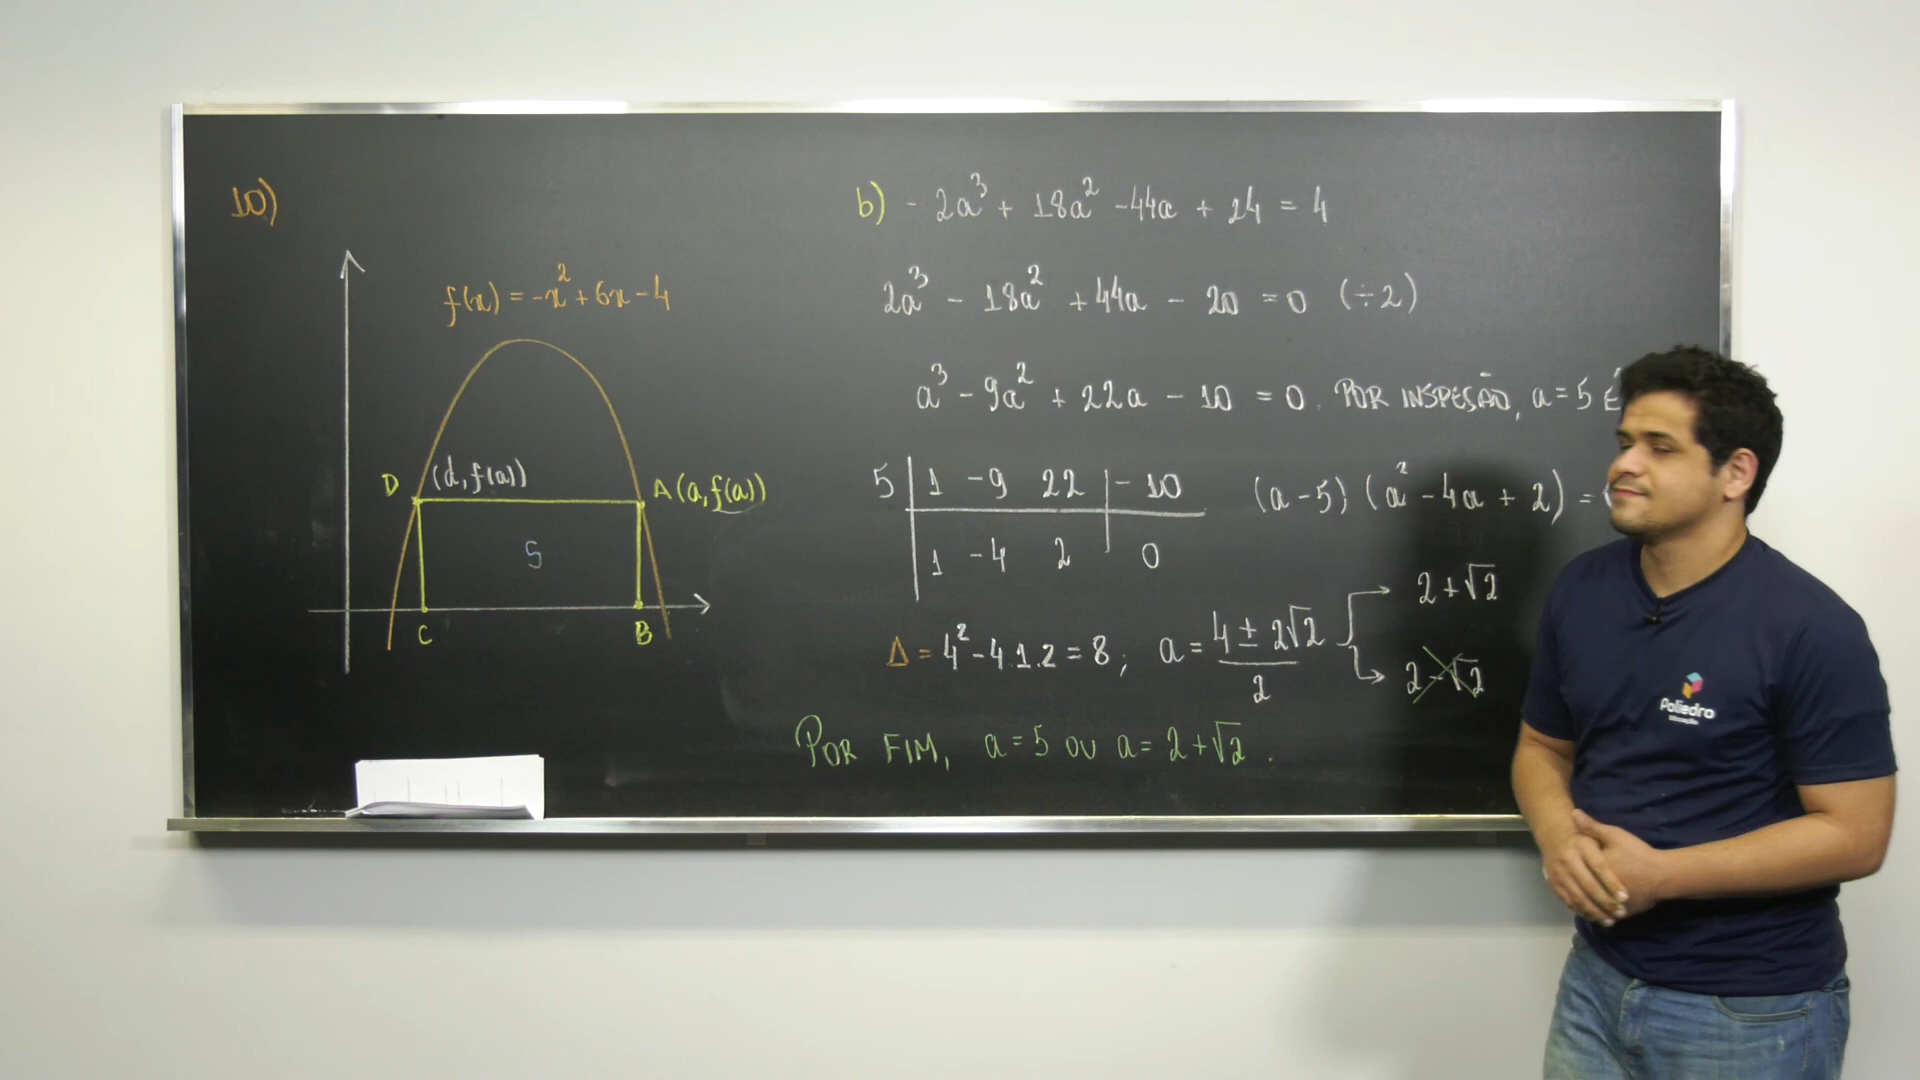 10)
f(x) = -x² + 6x - 4
D (d, f(a))
A (a, f(a))
S
C
B
b) - 2a³ + 18a² - 44a + 24 = 4
2a³ - 18a² + 44a - 20 = 0 (÷2)
a³ - 9a² + 22a - 10 = 0. POR INSPEÇÃO, a = 5 É
5 | 1 -9 22 | -10
1 -4 2 0
(a - 5) (a² - 4a + 2) =
Δ = 4² - 4.1.2 = 8; a = (4 ± 2√2)/2
2 + √2
2 - √2
POR FIM, a = 5 OU a = 2 + √2.
Poliedro
Educação